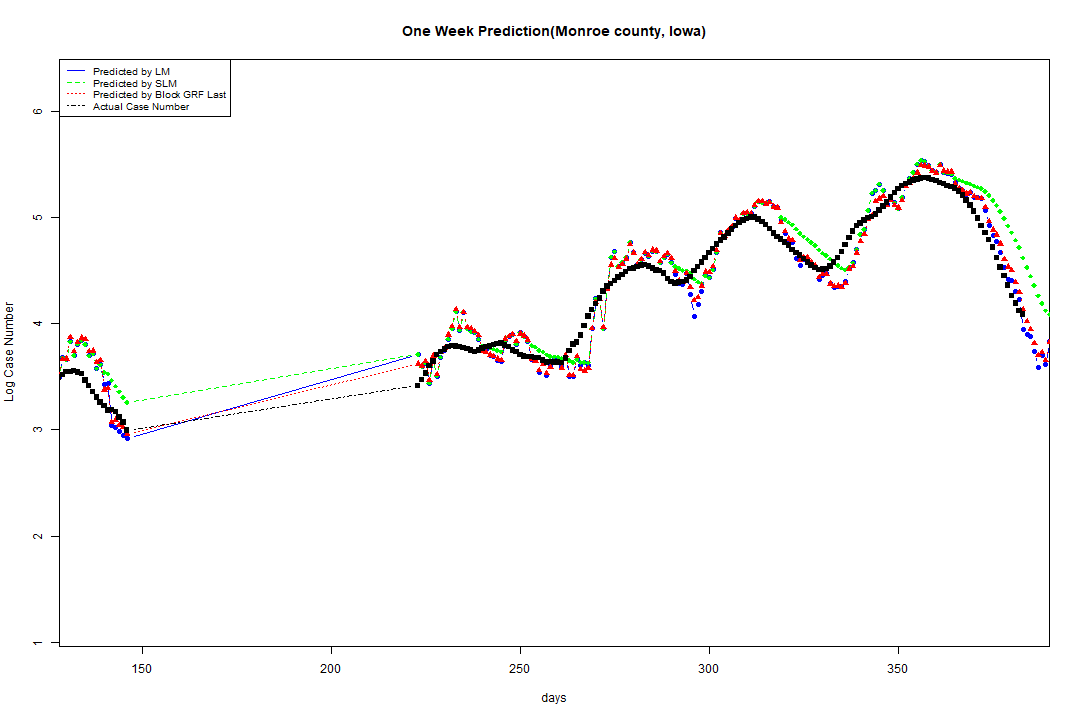 One Week Prediction(Monroe county, Iowa)
Predicted by LM
Predicted by SLM
Predicted by Block GRF Last
Actual Case Number
6
5
4
3
2
1
Log Case Number
150
200
250
300
350
days